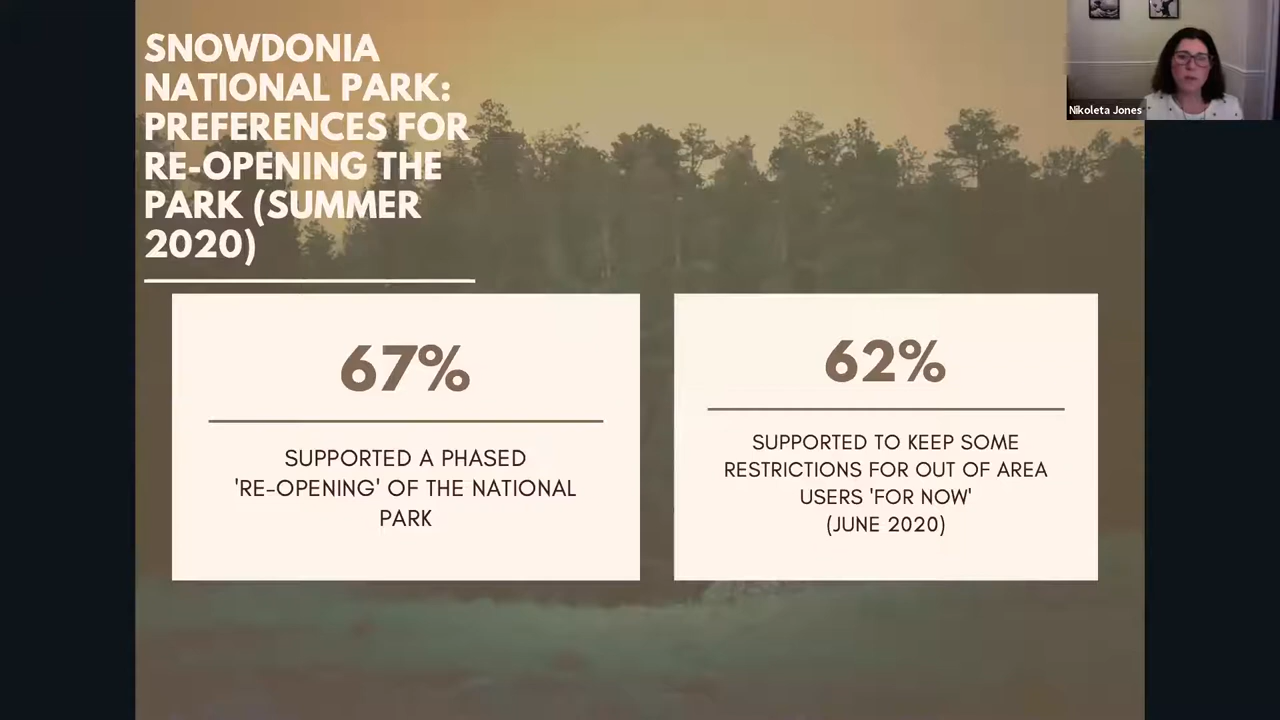 SNOWDONIA
NATIONAL PARK:
PREFERENCES FOR
RE-OPENING THE
PARK (SUMMER
2020)
67%
SUPPORTED A PHASED
'RE-OPENING' OF THE NATIONAL
PARK
62%
SUPPORTED TO KEEP SOME
RESTRICTIONS FOR OUT OF AREA
USERS 'FOR NOW'
(JUNE 2020)
Nikoleta Jones